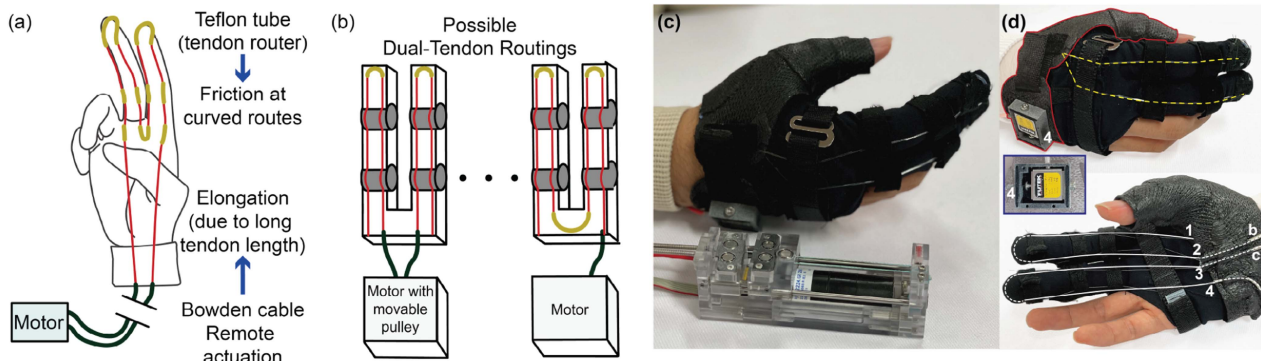 (a)
Teflon tube
(tendon router)
Friction at
curved routes
Elongation
(due to long
tendon length)
Bowden cable
Remote
actuation
Motor
(b)
Possible
Dual-Tendon Routings
Motor with
movable
pulley
Motor
(c)
(d)
4
4
FUTEK
1
2
3
4
b
c